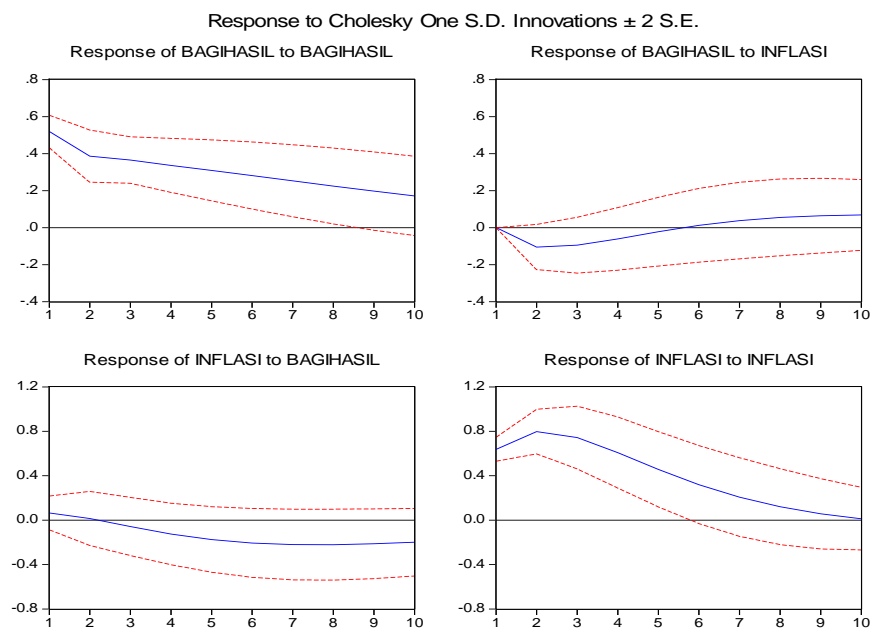 Response to Cholesky One S.D. Innovations ± 2 S.E.
Response of BAGIHASIL to BAGIHASIL
.8
.6
.4
.2
.0
-.2
-.4
1 2 3 4 5 6 7 8 9 10
Response of BAGIHASIL to INFLASI
.8
.6
.4
.2
.0
-.2
-.4
1 2 3 4 5 6 7 8 9 10
Response of INFLASI to BAGIHASIL
1.2
0.8
0.4
0.0
-0.4
-0.8
1 2 3 4 5 6 7 8 9 10
Response of INFLASI to INFLASI
1.2
0.8
0.4
0.0
-0.4
-0.8
1 2 3 4 5 6 7 8 9 10